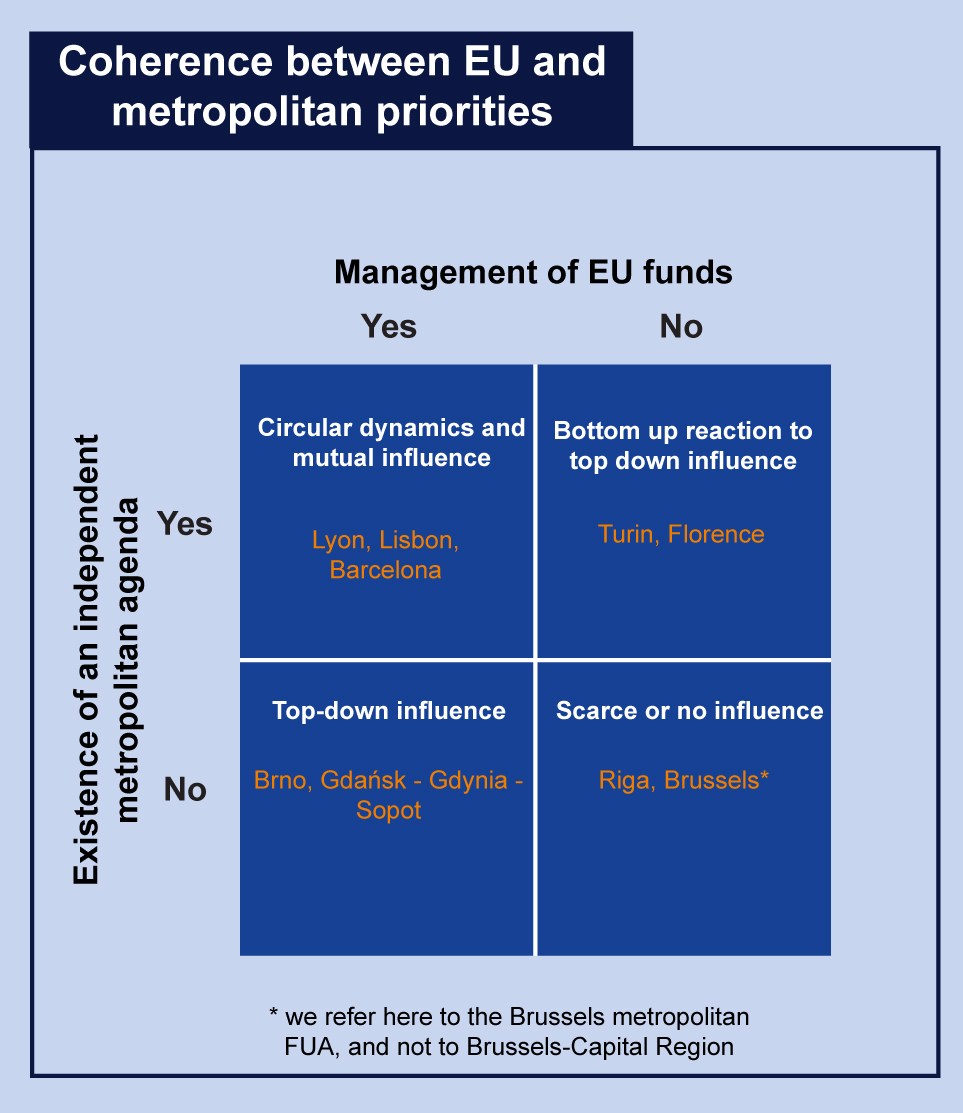 Coherence between EU and
metropolitan priorities
Management of EU funds
Yes
No
Existence of an independent
metropolitan agenda
Yes
Circular dynamics and
mutual influence
Lyon, Lisbon,
Barcelona
Bottom up reaction to
top down influence
Turin, Florence
No
Top-down influence
Brno, Gdańsk - Gdynia -
Sopot
Scarce or no influence
Riga, Brussels*
* we refer here to the Brussels metropolitan
FUA, and not to Brussels-Capital Region